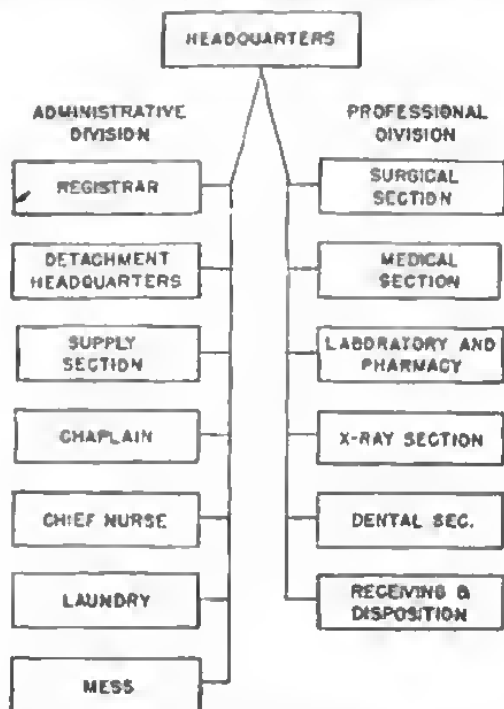 HEADQUARTERS
ADMINISTRATIVE
DIVISION
REGISTRAR
DETACHMENT
HEADQUARTERS
SUPPLY
SECTION
CHAPLAIN
CHIEF NURSE
LAUNDRY
MESS
PROFESSIONAL
DIVISION
SURGICAL
SECTION
MEDICAL
SECTION
LABORATORY AND
PHARMACY
X-RAY SECTION
DENTAL SEC.
RECEIVING &
DISPOSITION